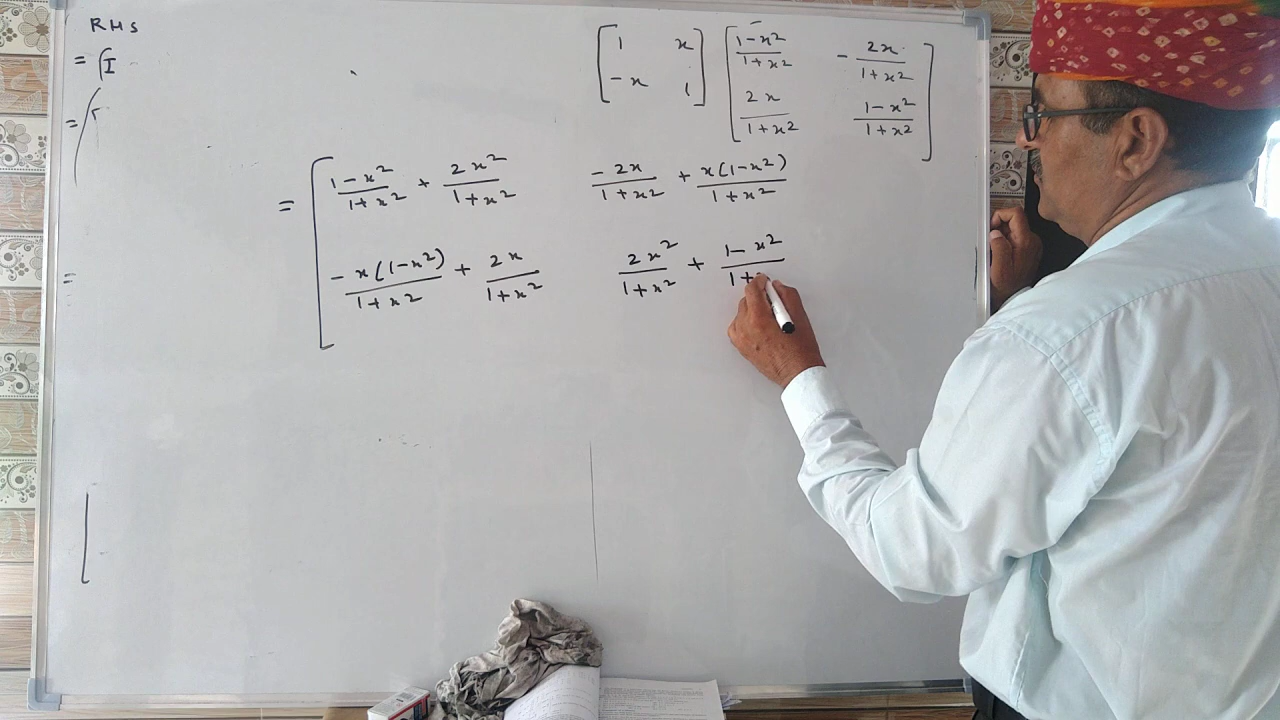 RHS
= (I
= (
[ 1 x ; -x 1 ] [ (1-x²)/(1+x²) -2x/(1+x²) ; 2x/(1+x²) (1-x²)/(1+x²) ]
= [ (1-x²)/(1+x²) + 2x²/(1+x²) -2x/(1+x²) + x(1-x²)/(1+x²)
-x(1-x²)/(1+x²) + 2x/(1+x²) 2x²/(1+x²) + (1-x²)/(1+x
=